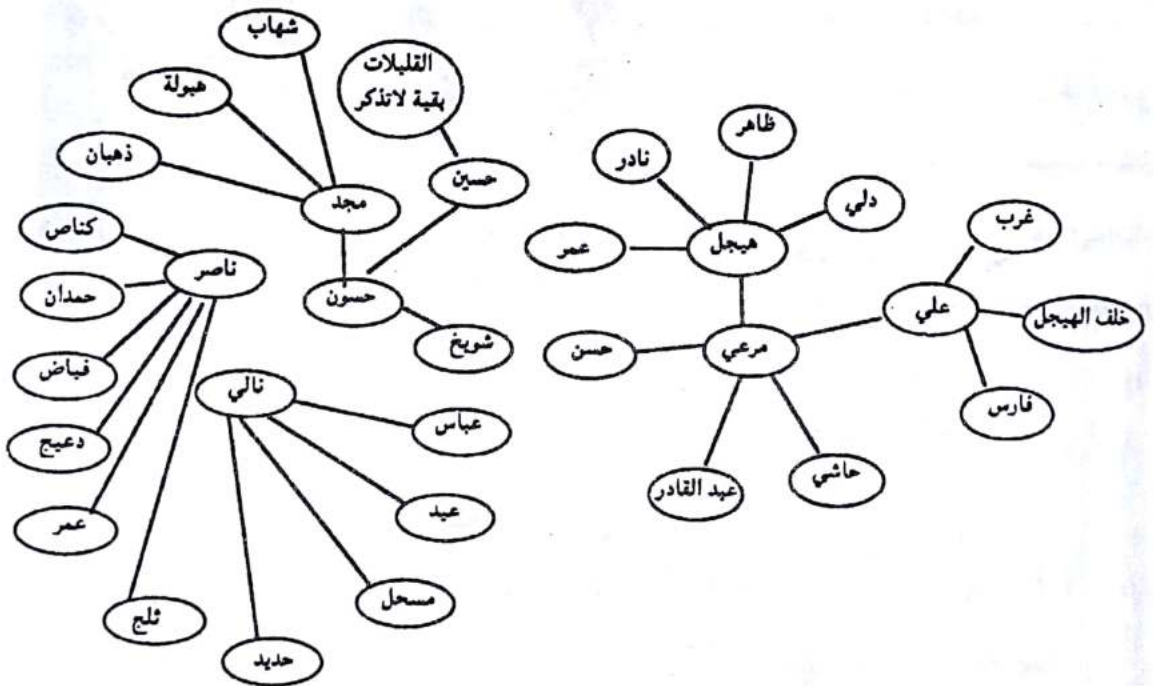 شهاب
القلبلات
بقية لاتذكر
هبولة
ذهبان
حسين
مجد
كناص
ناصر
حمدان
حسون
شويخ
فياض
نالي
دعيج
عباس
عمر
عيد
مسحل
ثلج
حديد
ظاهر
نادر
دلي
غرب
عمر
هيجل
علي
خلف الهيجل
حسن
مرعي
فارس
عبد القادر
حاشي